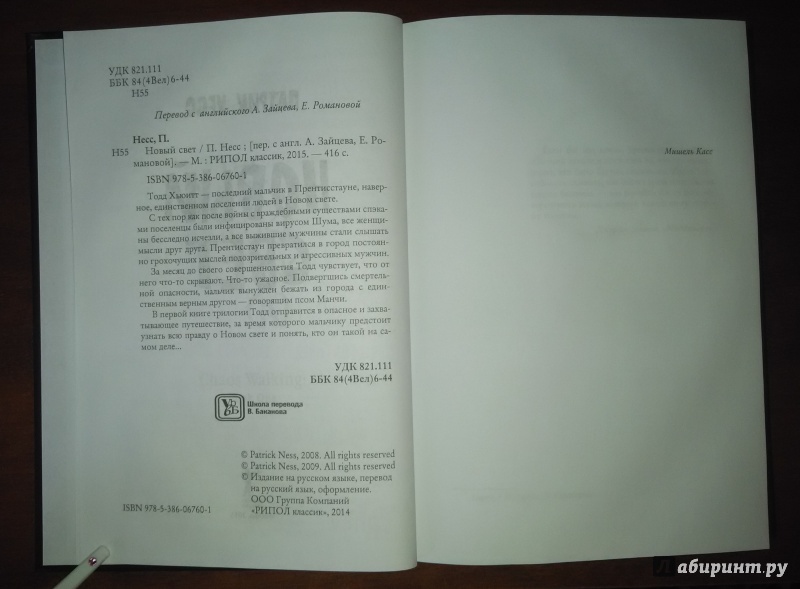 УДК 821.111
ББК 84(4Вел)6-44
Н55
Перевод с английского А. Зайцева, Е. Романовой
Несс, П.
Н55 Новый свет / П. Несс ; [пер. с англ. А. Зайцева, Е. Ро-
мановой]. — М. : РИПОЛ классик, 2015. — 416 с.
ISBN 978-5-386-06760-1
Тодд Хьюитт — последний мальчик в Прентисстауне, навер-
ное, единственном поселении людей в Новом свете.
С тех пор как после войны с враждебными существами спэка-
ми поселенцы были инфицированы вирусом Шума, все женщи-
ны бесследно исчезли, а все выжившие мужчины стали слышать
мысли друг друга. Прентисстаун превратился в город постоян-
но грохочущих мыслей подозрительных и агрессивных мужчин.
За месяц до своего совершеннолетия Тодд чувствует, что от
него что-то скрывают. Что-то ужасное. Подвергшись смертель-
ной опасности, мальчик вынужден бежать из города с един-
ственным верным другом — говорящим псом Манчи.
В первой книге трилогии Тодд отправится в опасное и захва-
тывающее путешествие, за время которого мальчику предстоит
узнать всю правду о Новом свете и понять, кто он такой на са-
мом деле...
УДК 821.111
ББК 84(4Вел)6-44
Школа перевода
В. Баканова
© Patrick Ness, 2008. All rights reserved
© Patrick Ness, 2009. All rights reserved
© Издание на русском языке, перевод
на русский язык, оформление.
ООО Группа Компаний
«РИПОЛ классик», 2014
ISBN 978-5-386-06760-1
Мишель Касс
Лабиринт.ру